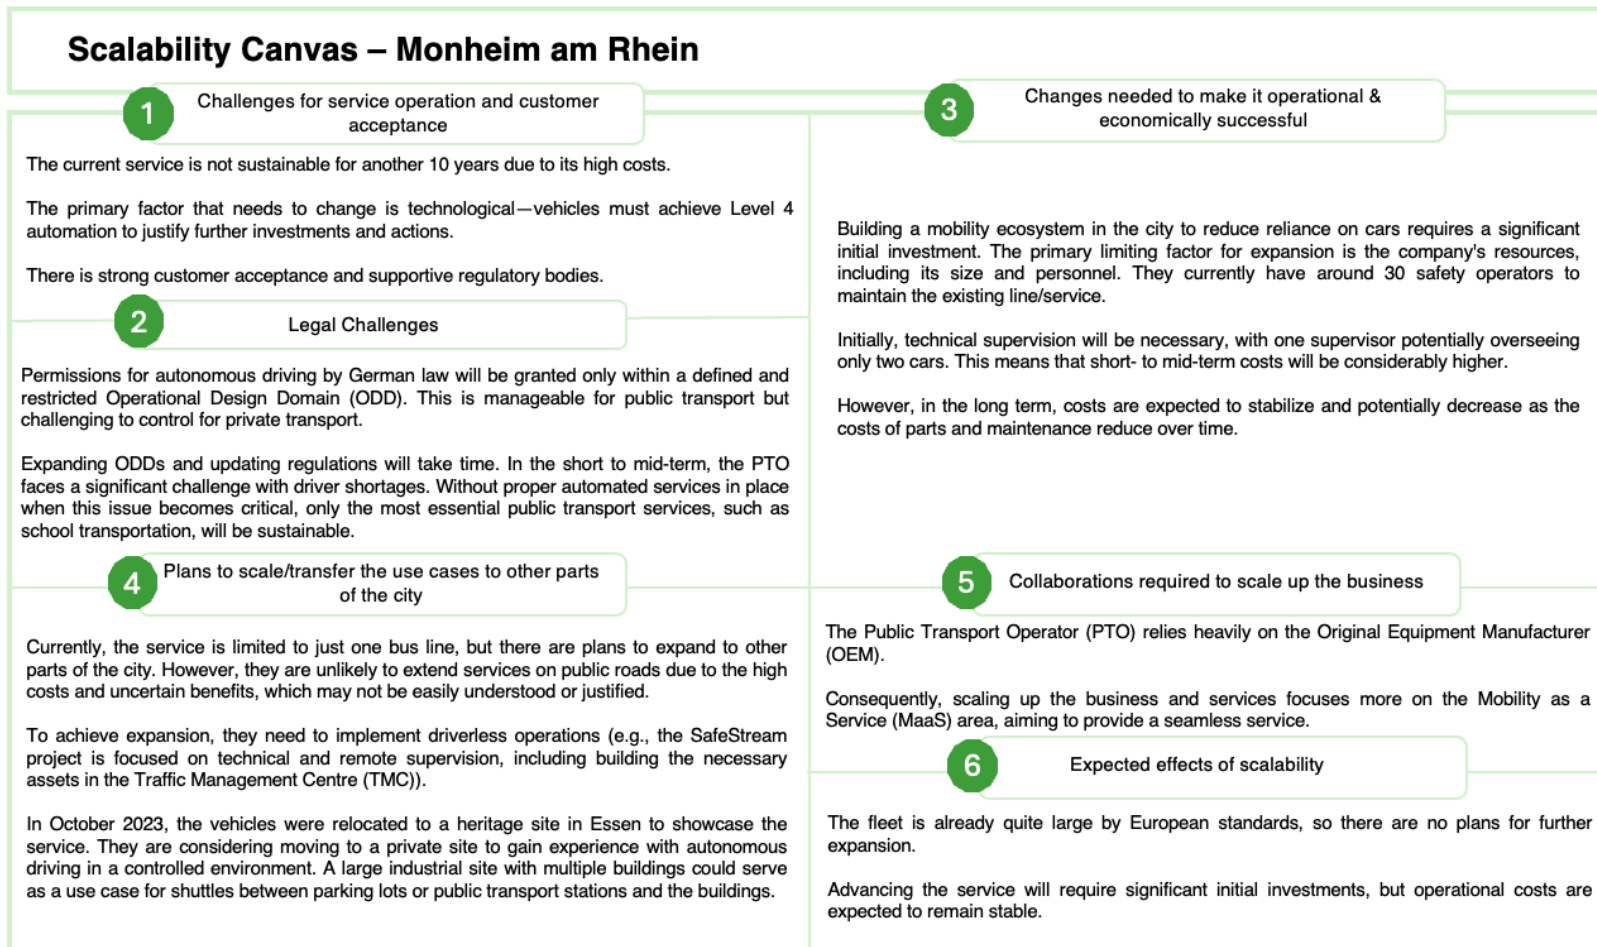 Scalability Canvas – Monheim am Rhein
1
Challenges for service operation and customer
acceptance
The current service is not sustainable for another 10 years due to its high costs.
The primary factor that needs to change is technological—vehicles must achieve Level 4
automation to justify further investments and actions.
There is strong customer acceptance and supportive regulatory bodies.
2
Legal Challenges
Permissions for autonomous driving by German law will be granted only within a defined and
restricted Operational Design Domain (ODD). This is manageable for public transport but
challenging to control for private transport.
Expanding ODDs and updating regulations will take time. In the short to mid-term, the PTO
faces a significant challenge with driver shortages. Without proper automated services in place
when this issue becomes critical, only the most essential public transport services, such as
school transportation, will be sustainable.
3
Changes needed to make it operational &
economically successful
Building a mobility ecosystem in the city to reduce reliance on cars requires a significant
initial investment. The primary limiting factor for expansion is the company's resources,
including its size and personnel. They currently have around 30 safety operators to
maintain the existing line/service.
Initially, technical supervision will be necessary, with one supervisor potentially overseeing
only two cars. This means that short- to mid-term costs will be considerably higher.
However, in the long term, costs are expected to stabilize and potentially decrease as the
costs of parts and maintenance reduce over time.
4
Plans to scale/transfer the use cases to other parts
of the city
Currently, the service is limited to just one bus line, but there are plans to expand to other
parts of the city. However, they are unlikely to extend services on public roads due to the high
costs and uncertain benefits, which may not be easily understood or justified.
To achieve expansion, they need to implement driverless operations (e.g., the SafeStream
project is focused on technical and remote supervision, including building the necessary
assets in the Traffic Management Centre (TMC)).
In October 2023, the vehicles were relocated to a heritage site in Essen to showcase the
service. They are considering moving to a private site to gain experience with autonomous
driving in a controlled environment. A large industrial site with multiple buildings could serve
as a use case for shuttles between parking lots or public transport stations and the buildings.
5
Collaborations required to scale up the business
The Public Transport Operator (PTO) relies heavily on the Original Equipment Manufacturer
(OEM).
Consequently, scaling up the business and services focuses more on the Mobility as a
Service (MaaS) area, aiming to provide a seamless service.
6
Expected effects of scalability
The fleet is already quite large by European standards, so there are no plans for further
expansion.
Advancing the service will require significant initial investments, but operational costs are
expected to remain stable.